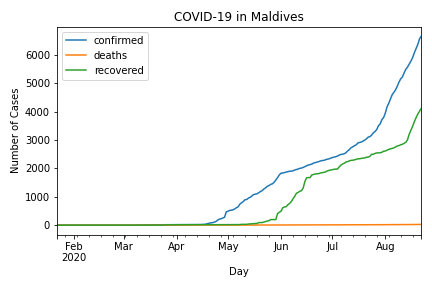 COVID-19 in Maldives
confirmed
deaths
recovered
Number of Cases
6000
5000
4000
3000
2000
1000
0
Feb
2020
Mar
Apr
May
Jun
Jul
Aug
Day